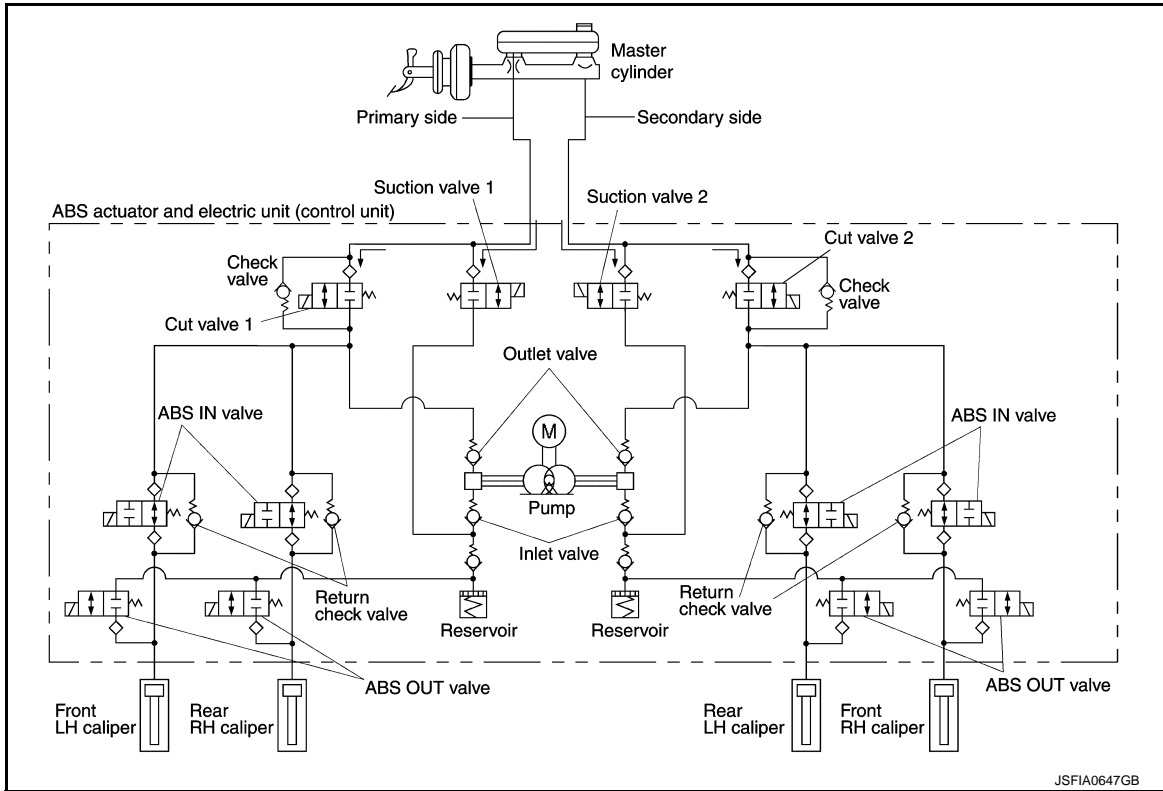 Master
cylinder
Primary side
Secondary side
Suction valve 1
Suction valve 2
ABS actuator and electric unit (control unit)
Cut valve 2
Check
valve
Check
valve
Cut valve 1
Outlet valve
ABS IN valve
ABS IN valve
M
Pump
Inlet valve
Return
check valve
Return
check valve
Reservoir
Reservoir
ABS OUT valve
ABS OUT valve
Front
LH caliper
Rear
RH caliper
Rear
LH caliper
Front
RH caliper
JSFIA0647GB